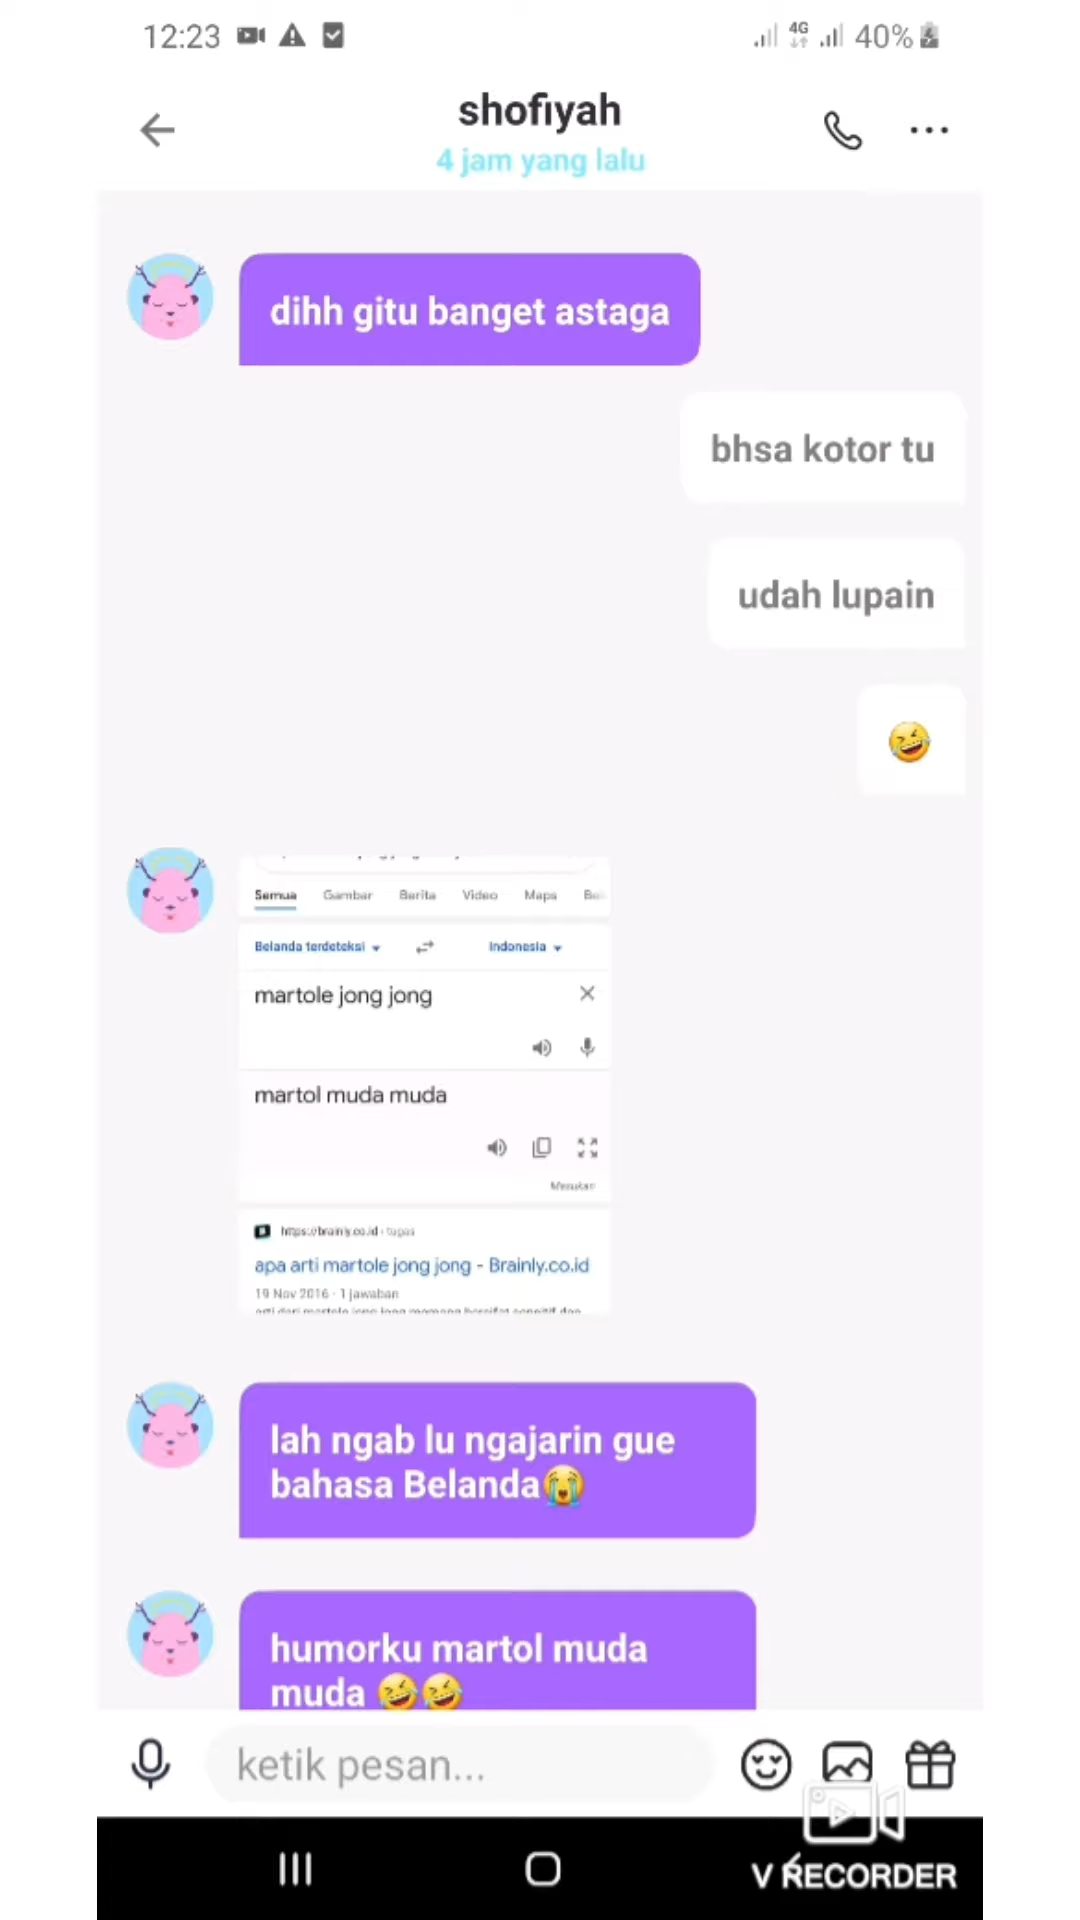 12:23
4G
40%
shofiyah
4 jam yang lalu
dihh gitu banget astaga
bhsa kotor tu
udah lupain
Semua Gambar Berita Video Maps
Belanda terdeteksi Indonesia
martole jong jong
martol muda muda
Masukan
https://brainly.co.id › tugas
apa arti martole jong jong - Brainly.co.id
19 Nov 2016 · 1 jawaban
lah ngab lu ngajarin gue
bahasa Belanda😭
humorku martol muda
muda 🤣🤣
ketik pesan...
V RECORDER